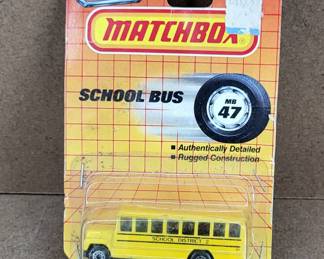 MATCHBOX
SCHOOL BUS
MB
47
■ Authentically Detailed
■ Rugged Construction
SCHOOL DISTRICT 2